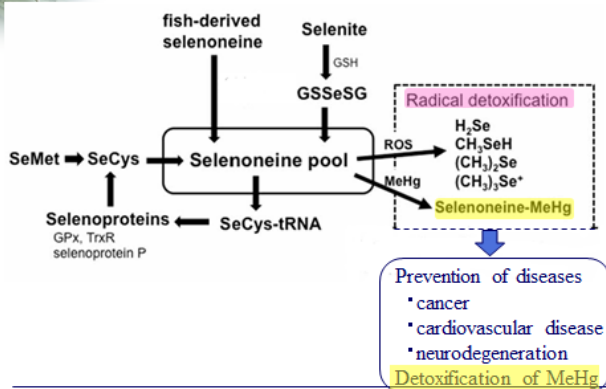 fish-derived
selenoneine
Selenite
GSH
GSSeSG
Radical detoxification
H₂Se
CH₃SeH
(CH₃)₂Se
(CH₃)₃Se⁺
Selenoneine-MeHg
SeMet
SeCys
Selenoneine pool
ROS
MeHg
Selenoproteins
GPx, TrxR
selenoprotein P
SeCys-tRNA
Prevention of diseases
・cancer
・cardiovascular disease
・neurodegeneration
Detoxification of MeHg